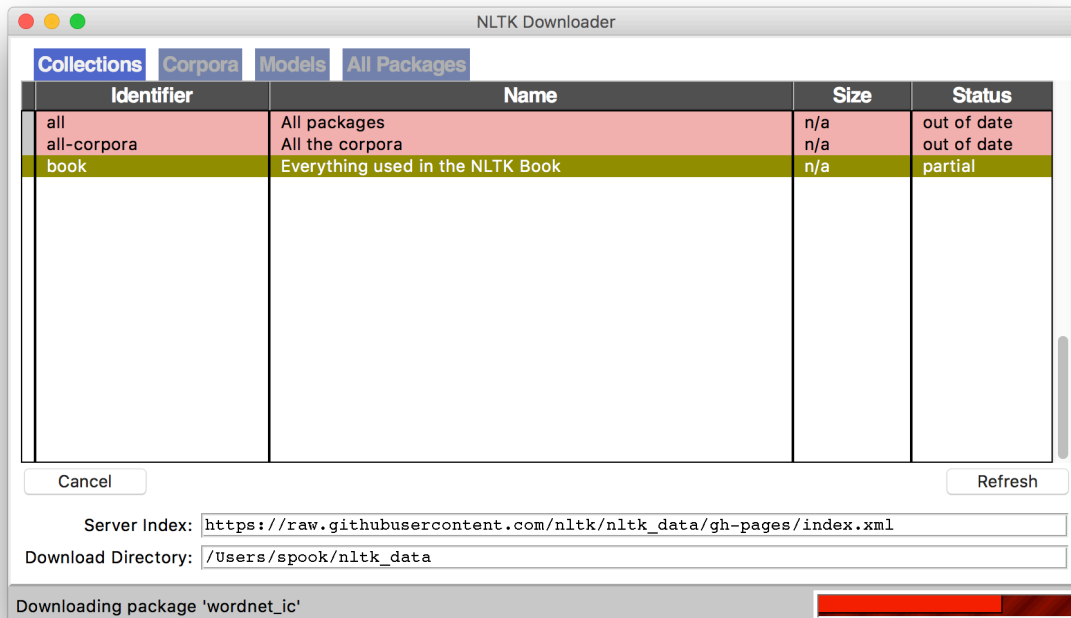 NLTK Downloader
Collections Corpora Models All Packages
Identifier Name Size Status
all All packages n/a out of date
all-corpora All the corpora n/a out of date
book Everything used in the NLTK Book n/a partial
Cancel Refresh
Server Index: https://raw.githubusercontent.com/nltk/nltk_data/gh-pages/index.xml
Download Directory: /Users/spook/nltk_data
Downloading package 'wordnet_ic'